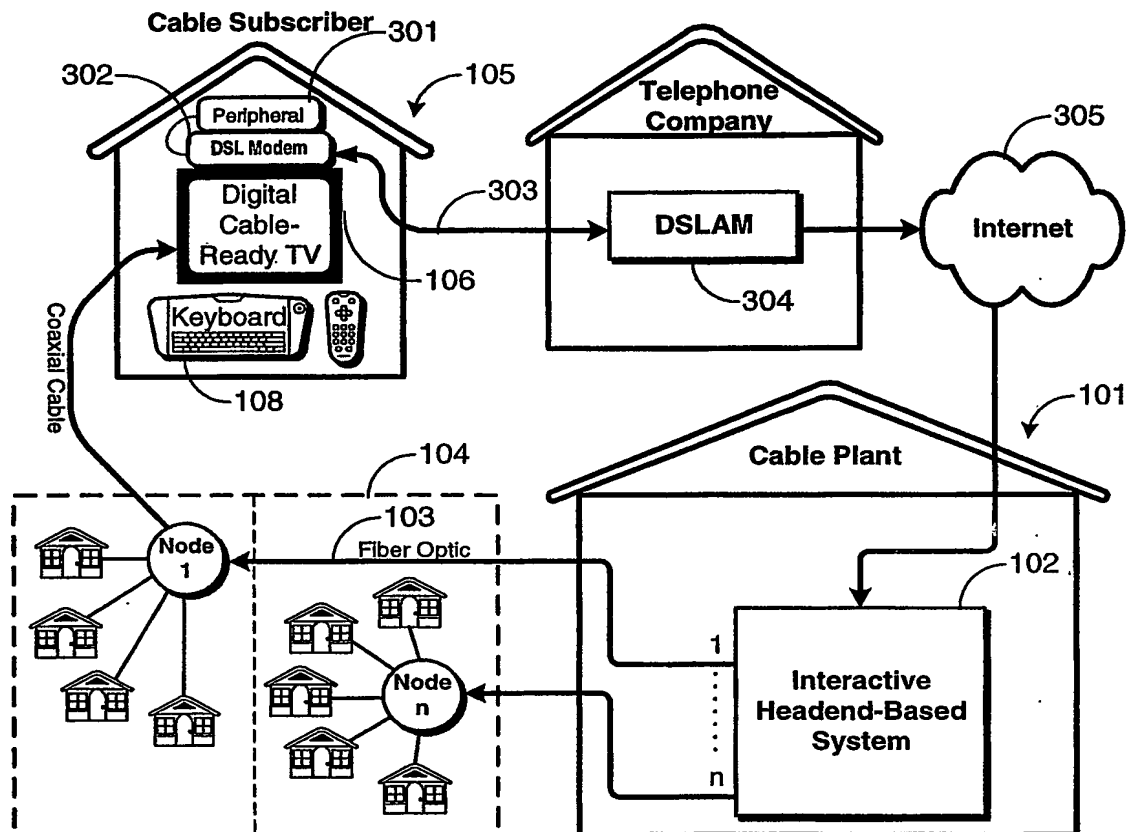 Cable Subscriber
301
302
105
Peripheral
DSL Modem
Digital
Cable-
Ready TV
106
Keyboard
108
Coaxial Cable
303
Telephone
Company
DSLAM
304
305
Internet
101
Cable Plant
102
Interactive
Headend-Based
System
1
n
104
103
Fiber Optic
Node
1
Node
n